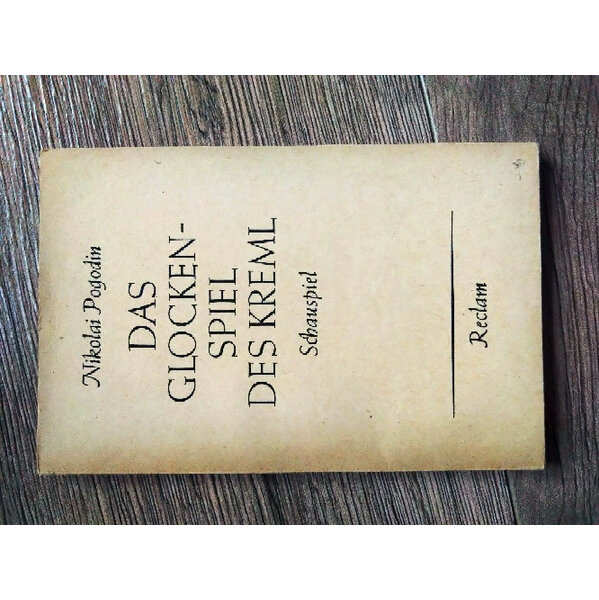 Nikolai Pogodin
DAS
GLOCKEN-
SPIEL
DES KREML
Schauspiel
Reclam